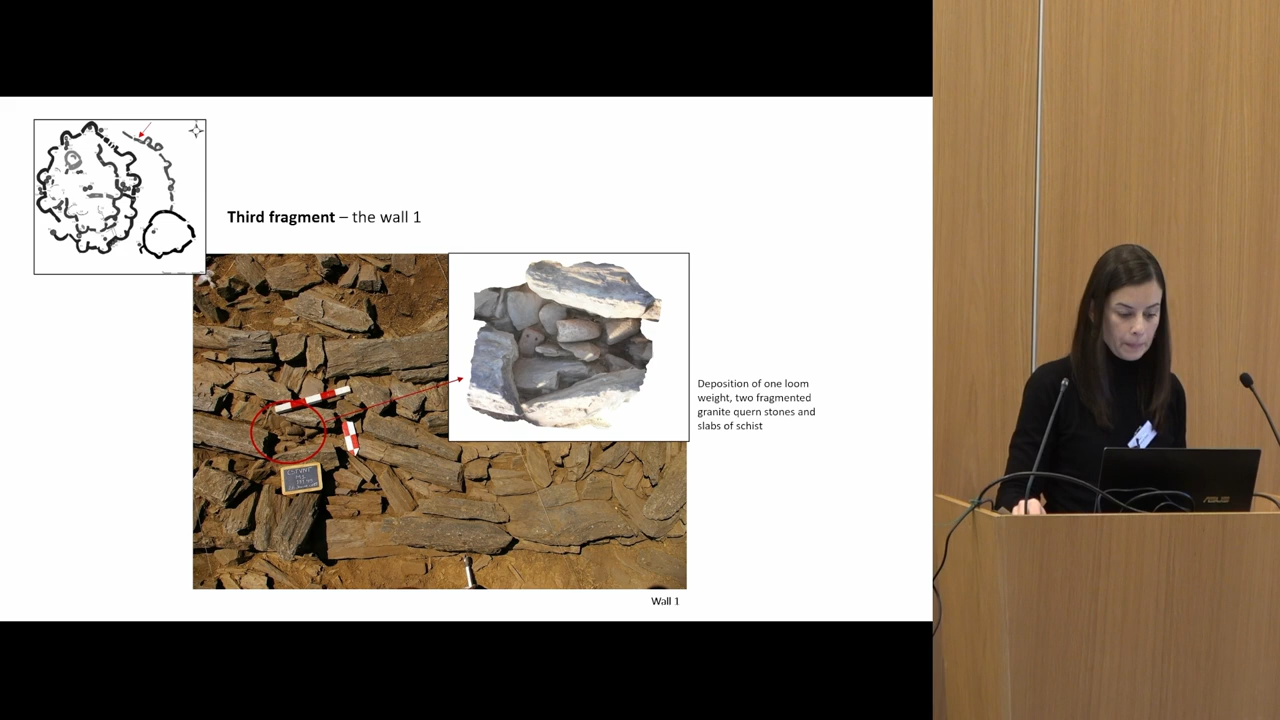 Third fragment – the wall 1
Deposition of one loom
weight, two fragmented
granite quern stones and
slabs of schist
Wall 1
ASUS